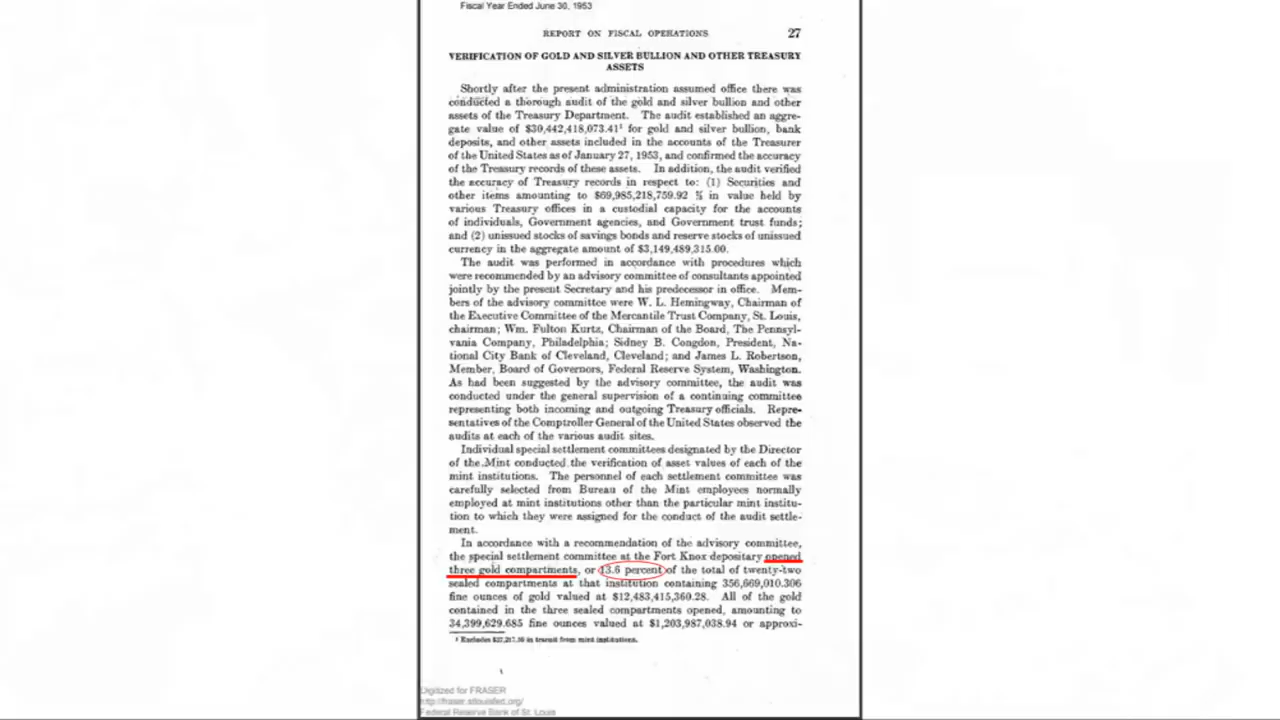 Fiscal Year Ended June 30, 1953
REPORT ON FISCAL OPERATIONS 27
VERIFICATION OF GOLD AND SILVER BULLION AND OTHER TREASURY
ASSETS
Shortly after the present administration assumed office there was
conducted a thorough audit of the gold and silver bullion and other
assets of the Treasury Department. The audit established an aggre-
gate value of $30,442,418,073.41¹ for gold and silver bullion, bank
deposits, and other assets included in the accounts of the Treasurer
of the United States as of January 27, 1953, and confirmed the accuracy
of the Treasury records of these assets. In addition, the audit verified
the accuracy of Treasury records in respect to: (1) Securities and
other items amounting to $69,985,218,759.92 in value held by
various Treasury offices in a custodial capacity for the accounts
of individuals, Government agencies, and Government trust funds;
and (2) unissued stocks of savings bonds and reserve stocks of unissued
currency in the aggregate amount of $3,149,489,315.00.
The audit was performed in accordance with procedures which
were recommended by an advisory committee of consultants appointed
jointly by the present Secretary and his predecessor in office. Mem-
bers of the advisory committee were W. L. Hemingway, Chairman of
the Executive Committee of the Mercantile Trust Company, St. Louis,
chairman; Wm. Fulton Kurtz, Chairman of the Board, The Pennsyl-
vania Company, Philadelphia; Sidney B. Congdon, President, Na-
tional City Bank of Cleveland, Cleveland; and James L. Robertson,
Member, Board of Governors, Federal Reserve System, Washington.
As had been suggested by the advisory committee, the audit was
conducted under the general supervision of a continuing committee
representing both incoming and outgoing Treasury officials. Repre-
sentatives of the Comptroller General of the United States observed the
audits at each of the various audit sites.
Individual special settlement committees designated by the Director
of the Mint conducted the verification of asset values of each of the
mint institutions. The personnel of each settlement committee was
carefully selected from Bureau of the Mint employees normally
employed at mint institutions other than the particular mint institu-
tion to which they were assigned for the conduct of the audit settle-
ment.
In accordance with a recommendation of the advisory committee,
the special settlement committee at the Fort Knox depositary opened
three gold compartments, or 13.6 percent of the total of twenty-two
sealed compartments at that institution containing 356,669,010.306
fine ounces of gold valued at $12,483,415,360.28. All of the gold
contained in the three sealed compartments opened, amounting to
34,399,629.685 fine ounces valued at $1,203,987,038.94 or approxi-
¹ Excludes in transit from mint institutions.
Digitized for FRASER
http://fraser.stlouisfed.org/
Federal Reserve Bank of St. Louis